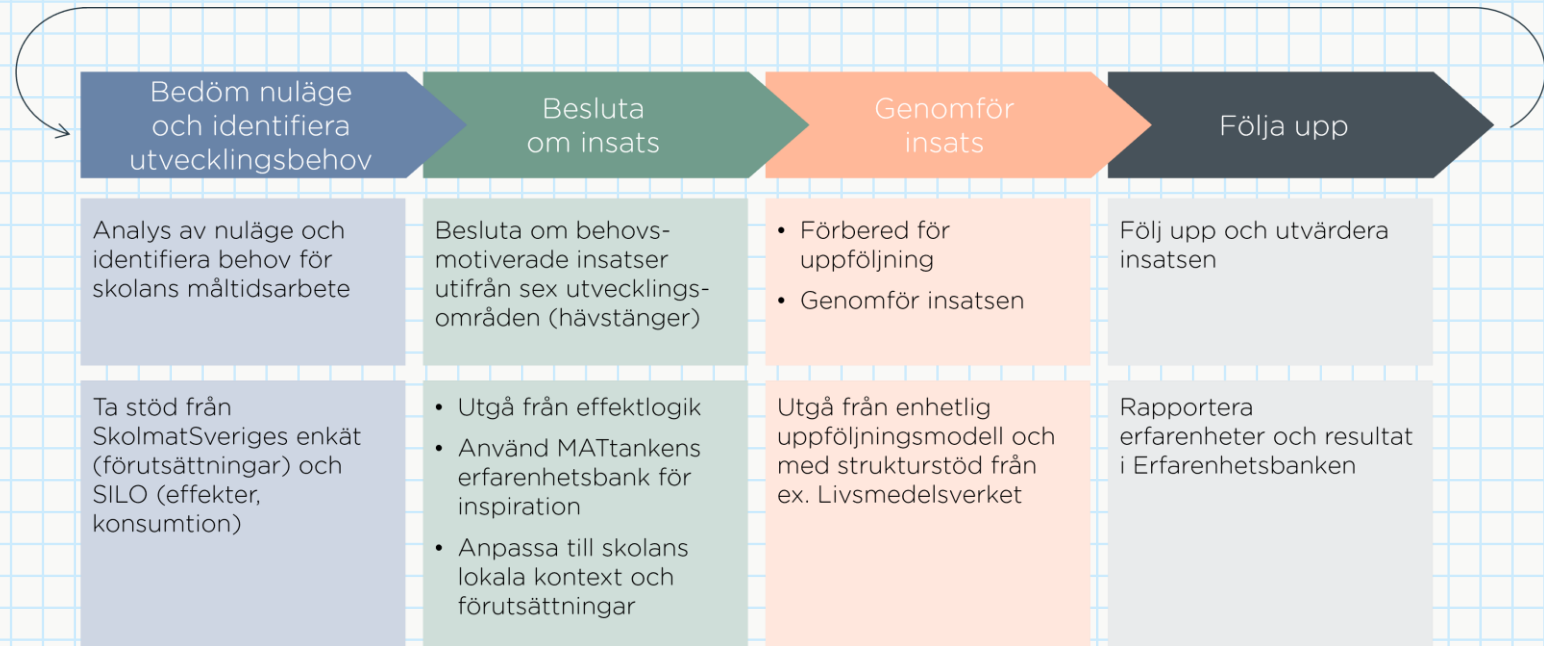 Bedöm nuläge
och identifiera
utvecklingsbehov
Besluta
om insats
Genomför
insats
Följa upp
Analys av nuläge och
identifiera behov för
skolans måltidsarbete
Besluta om behovs-
motiverade insatser
utifrån sex utvecklings-
områden (hävstänger)
• Förbered för
uppföljning
• Genomför insatsen
Följ upp och utvärdera
insatsen
Ta stöd från
SkolmatSveriges enkät
(förutsättningar) och
SILO (effekter,
konsumtion)
• Utgå från effektlogik
• Använd MATtankens
erfarenhetsbank för
inspiration
• Anpassa till skolans
lokala kontext och
förutsättningar
Utgå från enhetlig
uppföljningsmodell och
med strukturstöd från
ex. Livsmedelsverket
Rapportera
erfarenheter och resultat
i Erfarenhetsbanken